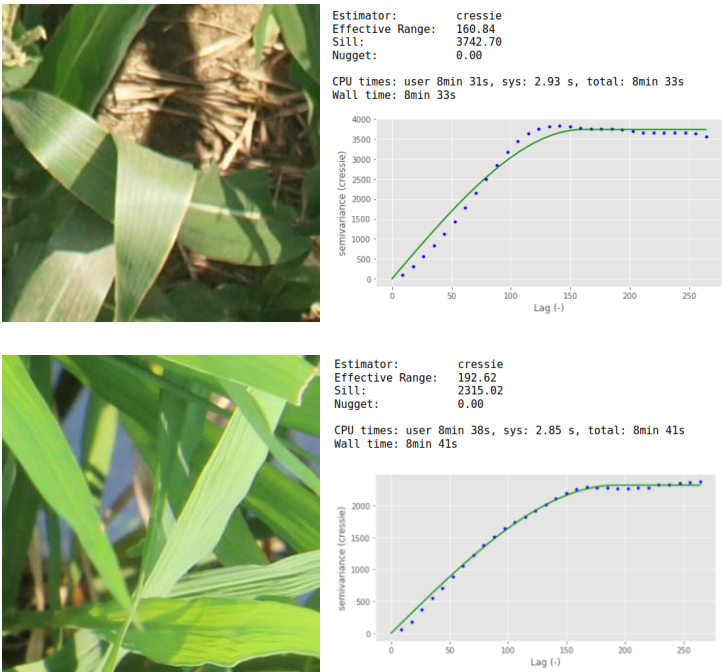 Estimator: cressie
Effective Range: 160.84
Sill: 3742.70
Nugget: 0.00
CPU times: user 8min 31s, sys: 2.93 s, total: 8min 33s
Wall time: 8min 33s
4000
3500
3000
2500
2000
1500
1000
500
0
semivariance (cressie)
0 50 100 150 200 250
Lag (-)
Estimator: cressie
Effective Range: 192.62
Sill: 2315.02
Nugget: 0.00
CPU times: user 8min 38s, sys: 2.85 s, total: 8min 41s
Wall time: 8min 41s
2000
1500
1000
500
0
semivariance (cressie)
0 50 100 150 200 250
Lag (-)